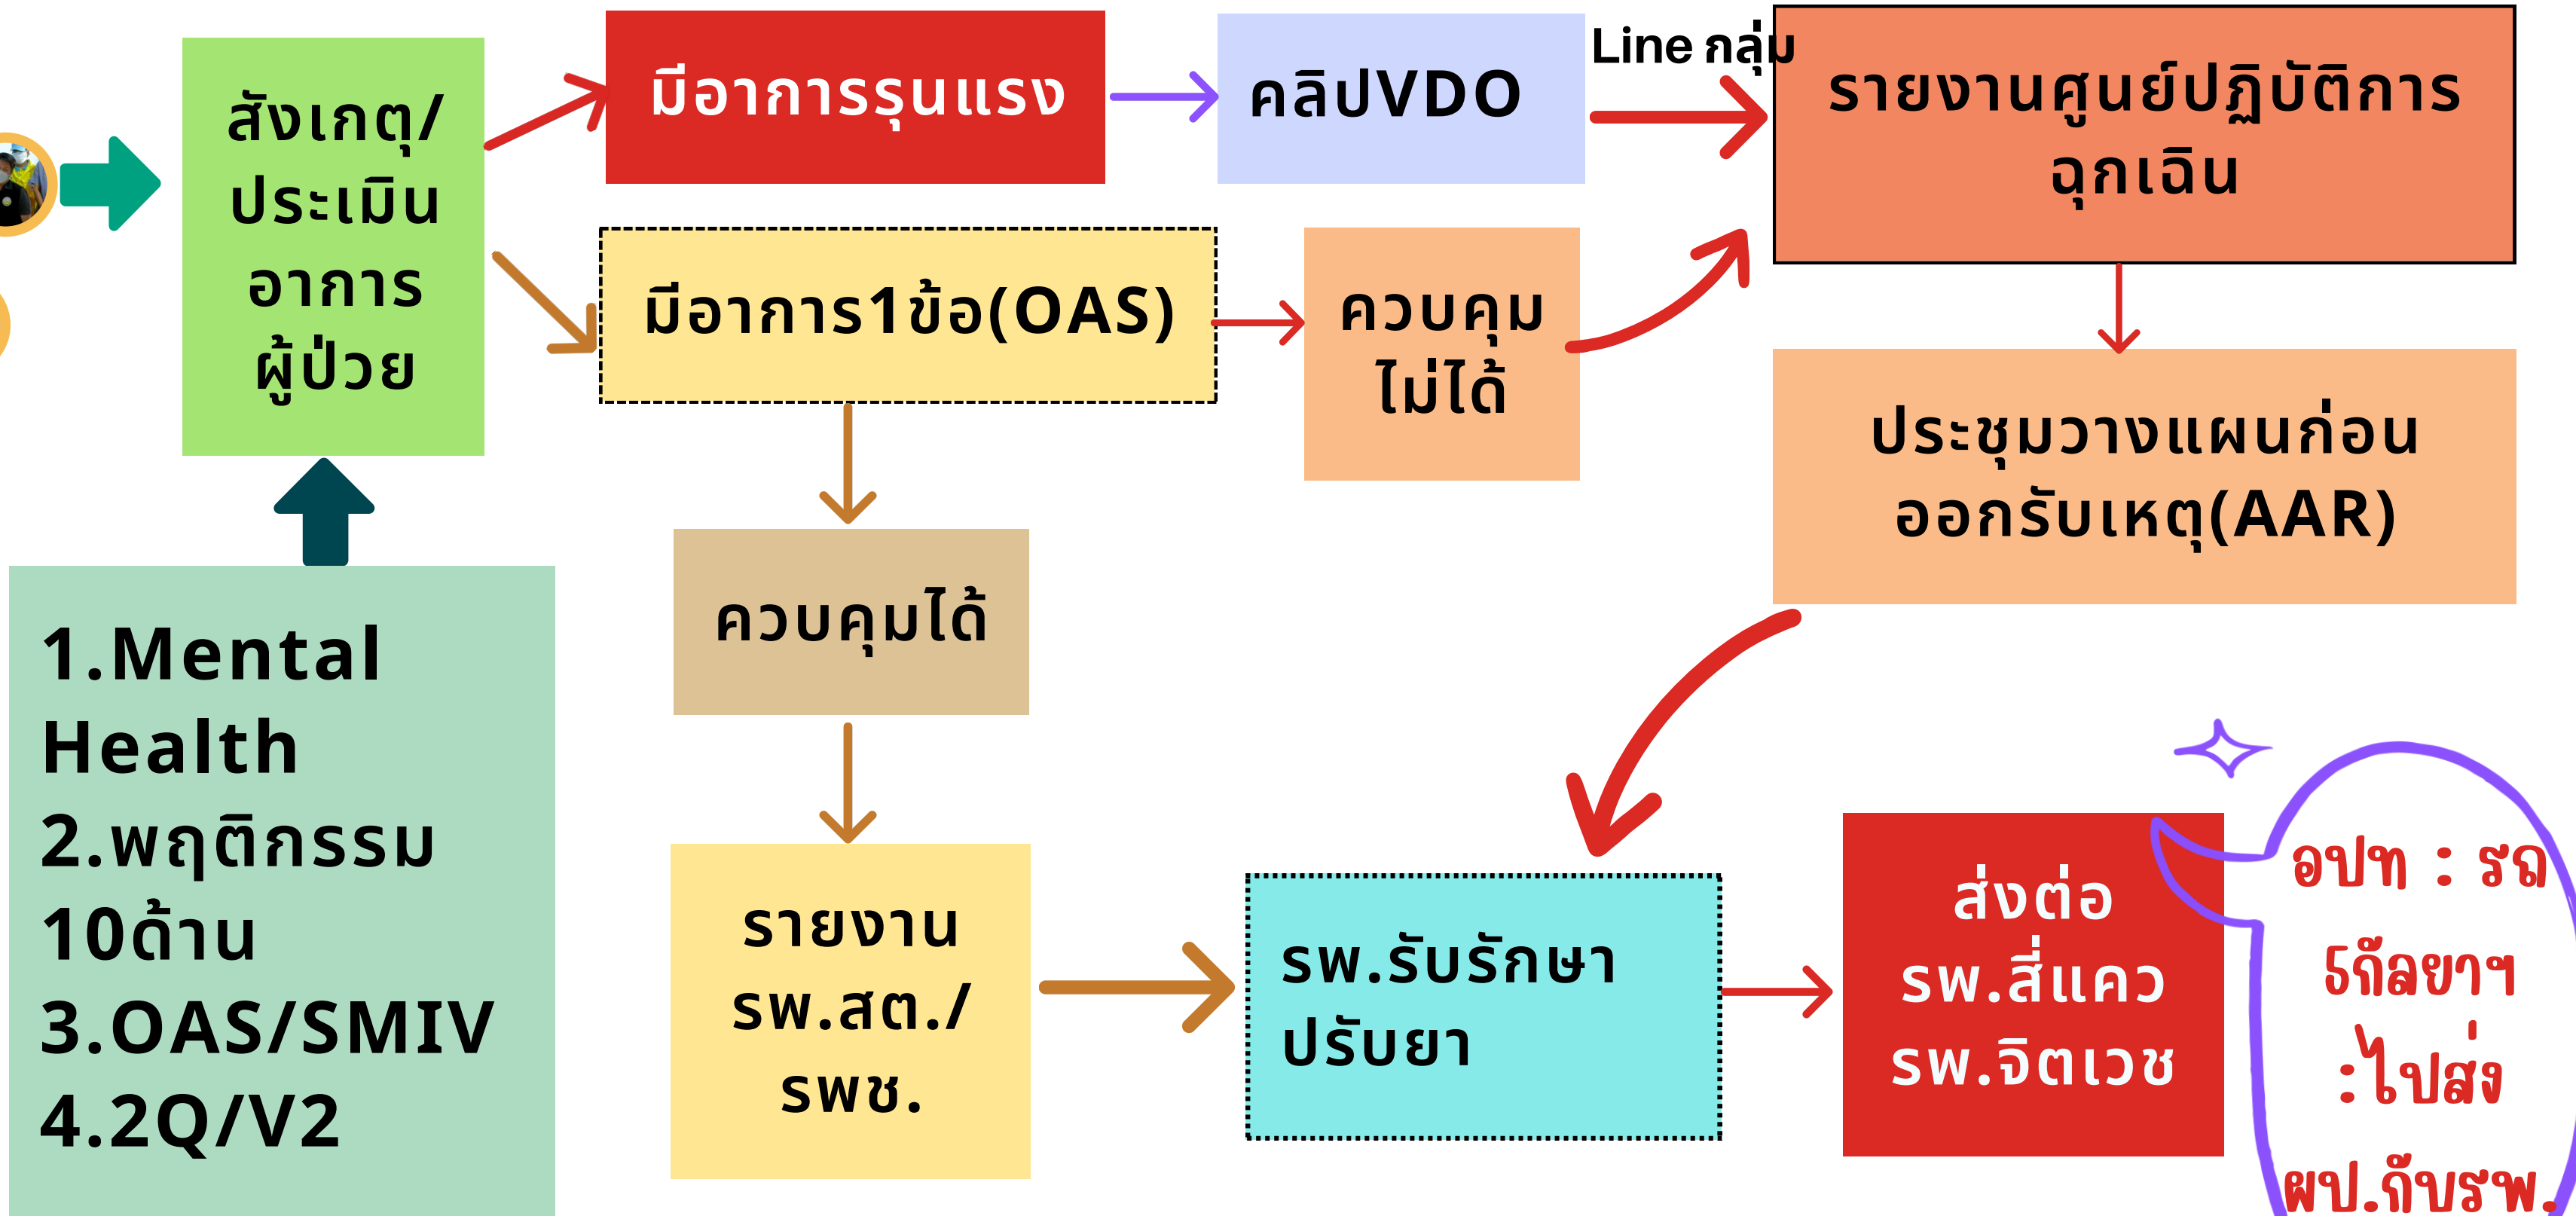 สังเกตุ/
ประเมิน
อาการ
ผู้ป่วย
มีอาการรุนแรง
คลิปVDO
Line กลุ่ม
รายงานศูนย์ปฏิบัติการ
ฉุกเฉิน
มีอาการ1ข้อ(OAS)
ควบคุม
ไม่ได้
ประชุมวางแผนก่อน
ออกรับเหตุ(AAR)
ควบคุมได้
1.Mental
Health
2.พฤติกรรม
10ด้าน
3.OAS/SMIV
4.2Q/V2
รายงาน
รพ.สต./
รพช.
รพ.รับรักษา
ปรับยา
ส่งต่อ
รพ.สี่แคว
รพ.จิตเวช
อปท : รถ
5กัลยาฯ
:ไปส่ง
ผป.กับรพ.